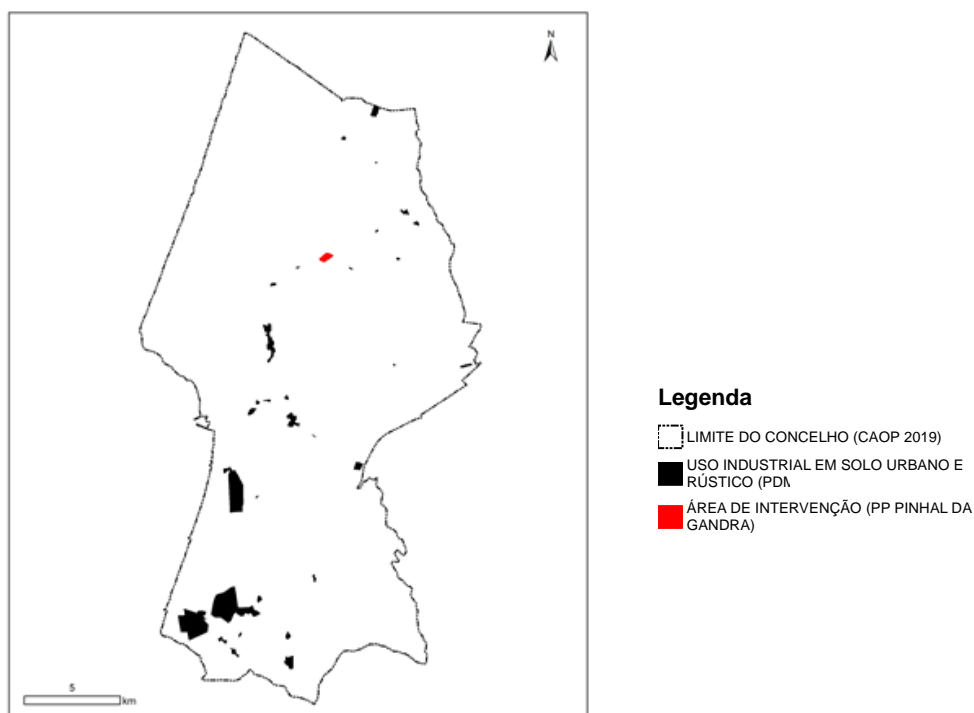 N
Legenda
LIMITE DO CONCELHO (CAOP 2019)
USO INDUSTRIAL EM SOLO URBANO E
RÚSTICO (PDM
ÁREA DE INTERVENÇÃO (PP PINHAL DA
GANDRA)
5
km